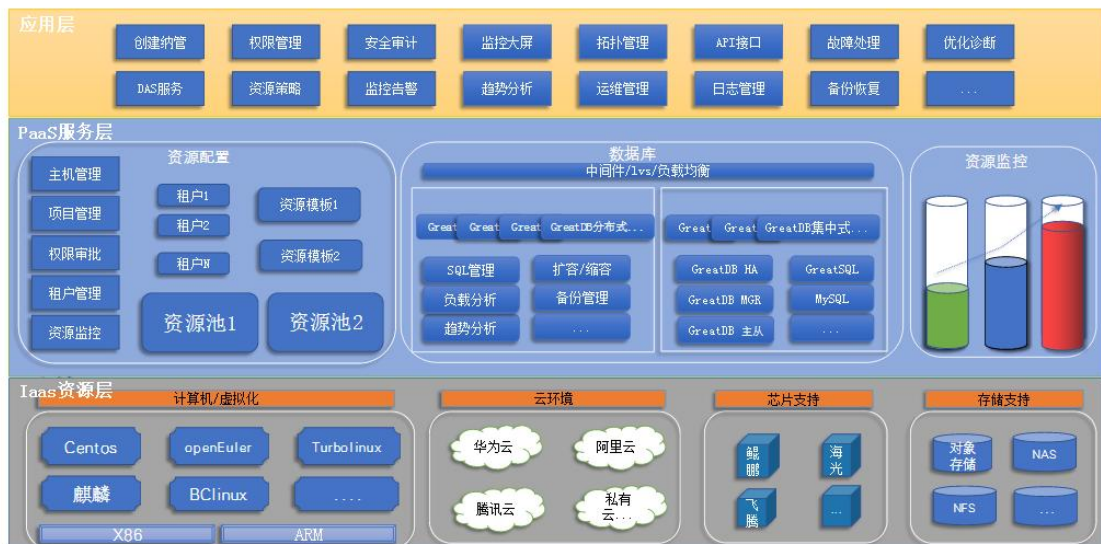 应用层
创建纳管 权限管理 安全审计 监控大屏 拓扑管理 API接口 故障处理 优化诊断
DAS服务 资源策略 监控告警 趋势分析 运维管理 日志管理 备份恢复 ...
PaaS服务层
主机管理
项目管理
权限审批
租户管理
资源监控
资源配置
租户1
租户2
租户N
资源模板1
资源模板2
资源池1 资源池2
数据库
中间件/lvs/负载均衡
Great Great Great GreatDB分布式...
SQL管理 扩容/缩容
负载分析 备份管理
趋势分析 ...
Great Great GreatDB集中式...
GreatDB HA GreatSQL
GreatDB MGR MySQL
GreatDB 主从 ...
资源监控
Iaas资源层
计算机/虚拟化
Centos openEuler Turbolinux
麒麟 BClinux ....
X86 ARM
云环境
华为云 阿里云
腾讯云 私有云...
芯片支持
鲲鹏 海光
飞腾 ...
存储支持
对象存储 NAS
NFS ...